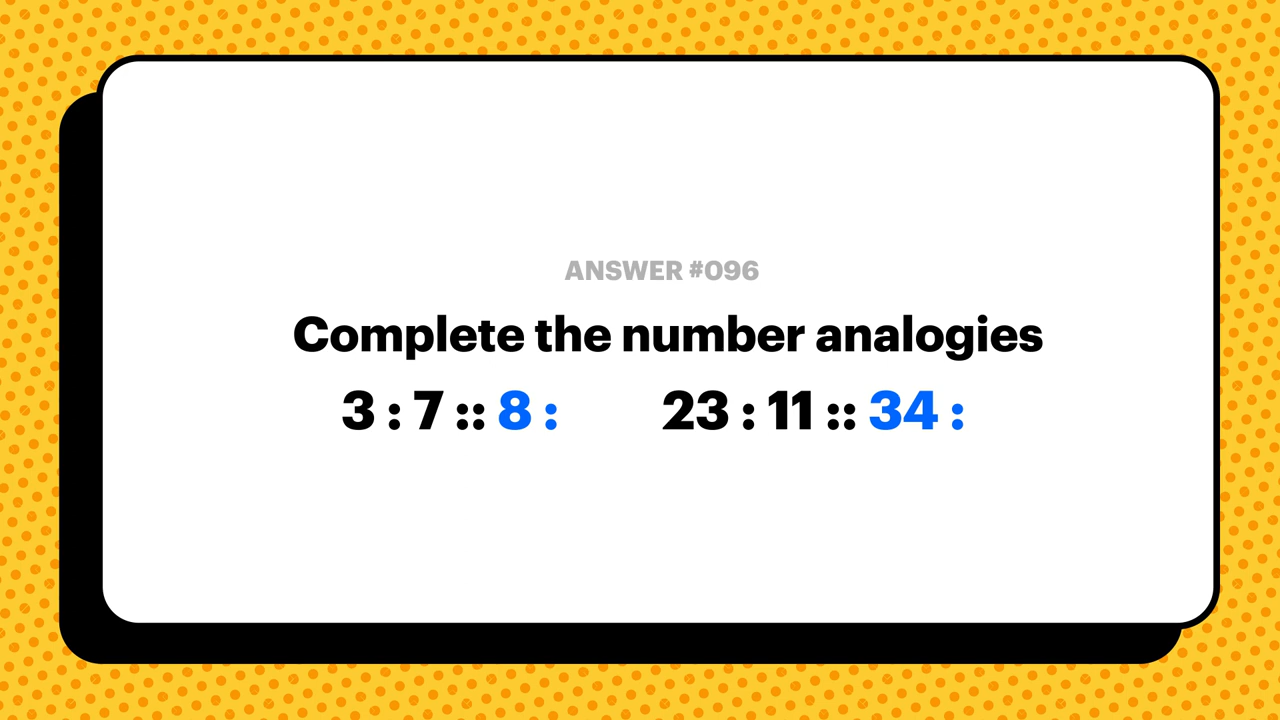 ANSWER #096
Complete the number analogies
3 : 7 :: 8 : 23 : 11 :: 34 :